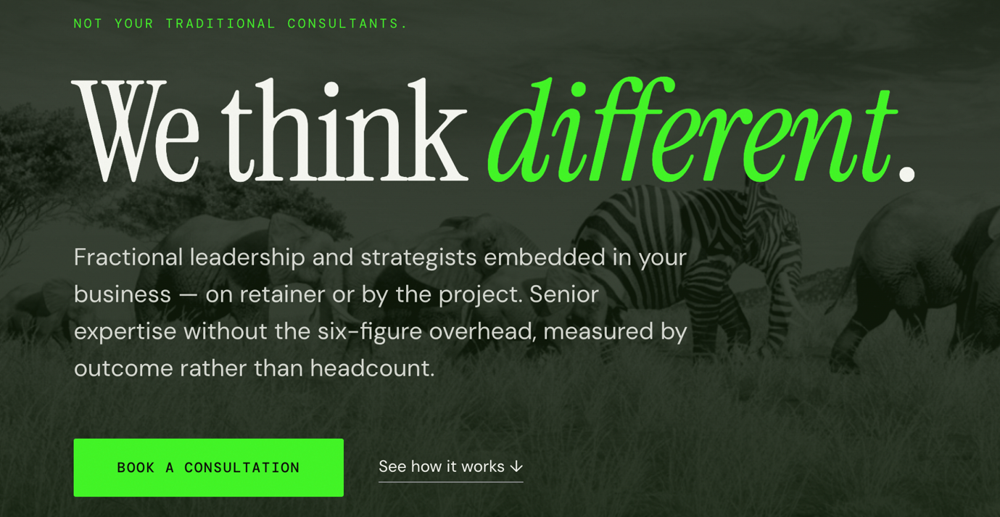 NOT YOUR TRADITIONAL CONSULTANTS.
We think different.
Fractional leadership and strategists embedded in your
business — on retainer or by the project. Senior
expertise without the six-figure overhead, measured by
outcome rather than headcount.
BOOK A CONSULTATION
See how it works ↓